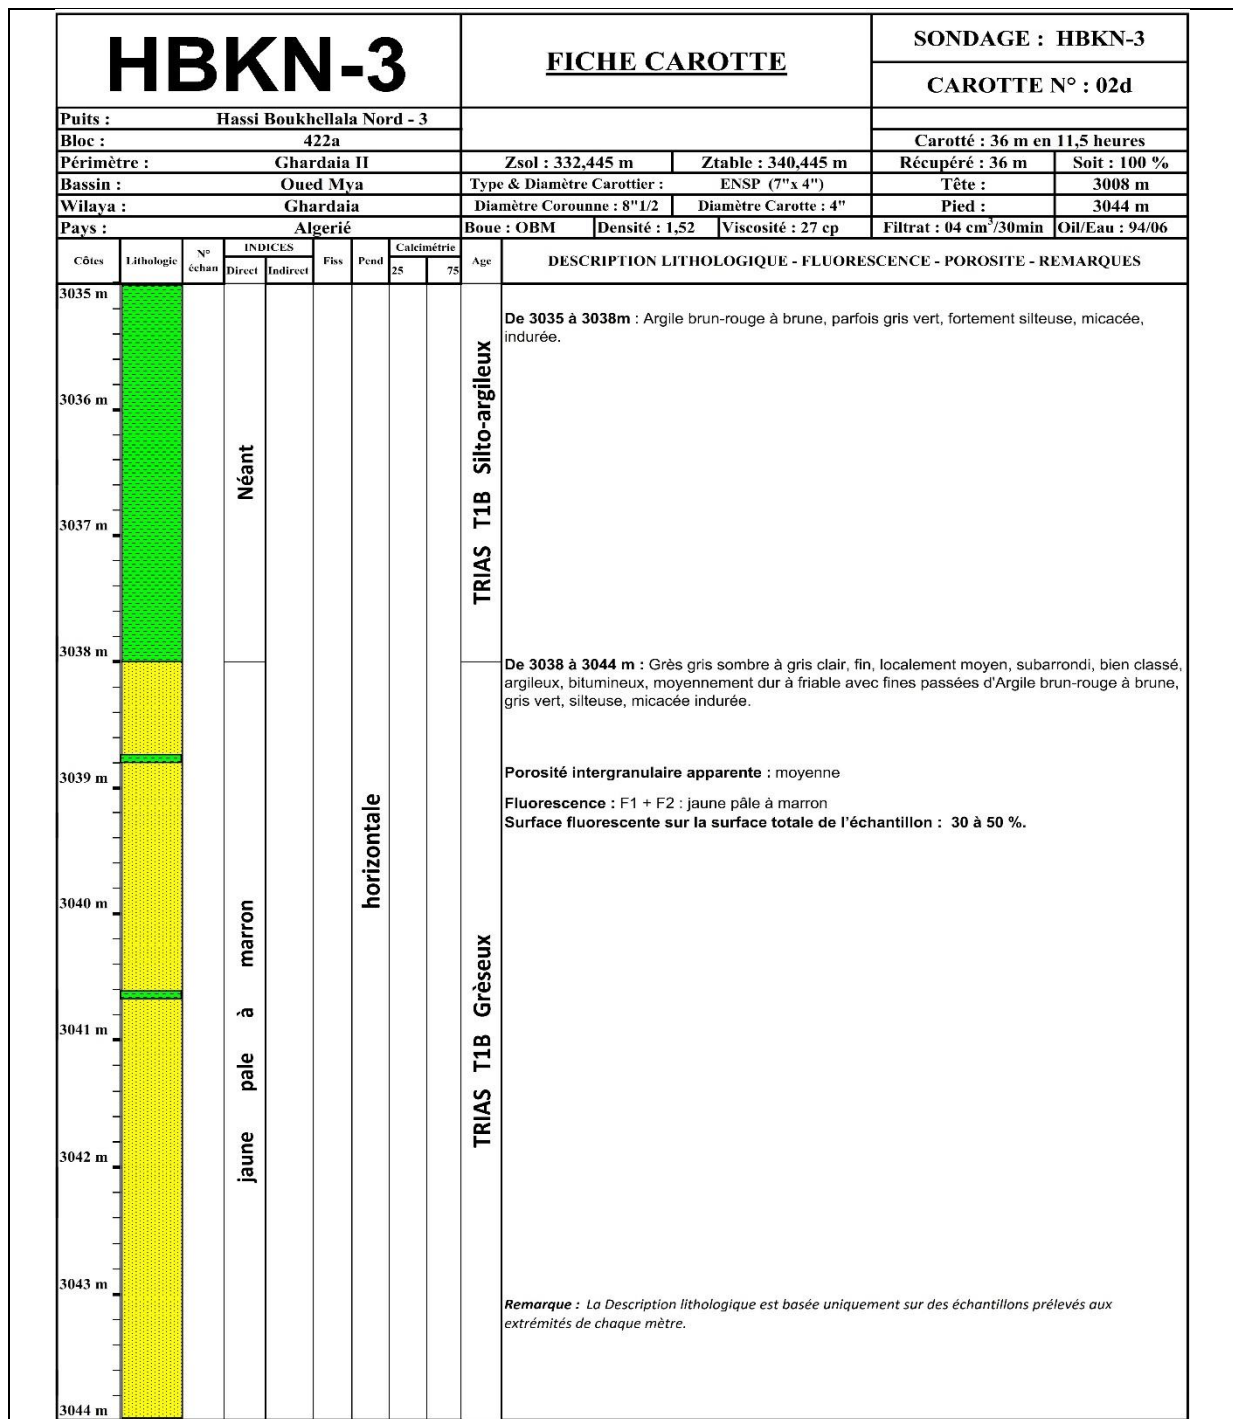 HBKN-3
FICHE CAROTTE
SONDAGE : HBKN-3
CAROTTE N° : 02d
Puits : Hassi Boukhellala Nord - 3
Bloc : 422a
Carotté : 36 m en 11,5 heures
Périmètre : Ghardaia II
Zsol : 332,445 m
Ztable : 340,445 m
Récupéré : 36 m
Soit : 100 %
Bassin : Oued Mya
Type & Diamètre Carottier : ENSP (7"x 4")
Tête : 3008 m
Wilaya : Ghardaia
Diamètre Corounne : 8"1/2
Diamètre Carotte : 4"
Pied : 3044 m
Pays : Algerié
Boue : OBM
Densité : 1,52
Viscosité : 27 cp
Filtrat : 04 cm³/30min
Oil/Eau : 94/06
Côtes
Lithologie
N° échan
INDICES
Direct
Indirect
Fiss
Pend
Calcimétrie
25
75
Age
DESCRIPTION LITHOLOGIQUE - FLUORESCENCE - POROSITE - REMARQUES
3035 m
De 3035 à 3038m : Argile brun-rouge à brune, parfois gris vert, fortement silteuse, micacée,
indurée.
3036 m
Néant
TRIAS T1B Silto-argileux
3037 m
3038 m
De 3038 à 3044 m : Grès gris sombre à gris clair, fin, localement moyen, subarrondi, bien classé,
argileux, bitumineux, moyennement dur à friable avec fines passées d'Argile brun-rouge à brune,
gris vert, silteuse, micacée indurée.
3039 m
Porosité intergranulaire apparente : moyenne
Fluorescence : F1 + F2 : jaune pâle à marron
Surface fluorescente sur la surface totale de l'échantillon : 30 à 50 %.
horizontale
3040 m
jaune pale à marron
TRIAS T1B Grèseux
3041 m
3042 m
3043 m
Remarque : La Description lithologique est basée uniquement sur des échantillons prélevés aux
extrémités de chaque mètre.
3044 m